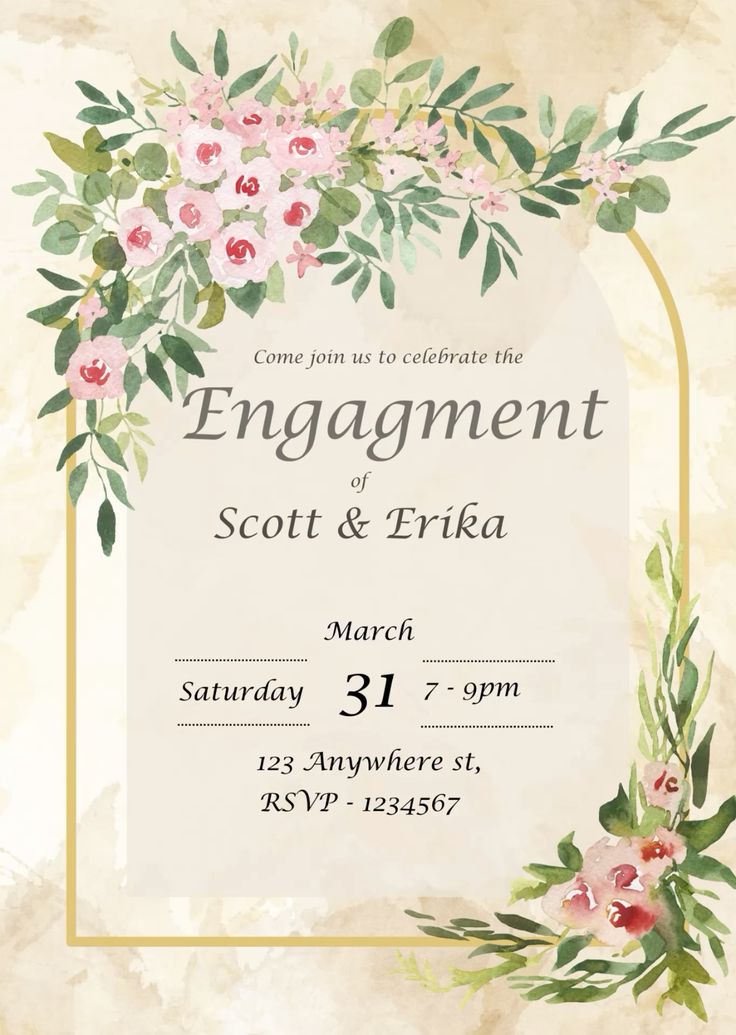 Come join us to celebrate the
Engagment
of
Scott & Erika
March
Saturday 31 7 - 9pm
123 Anywhere st,
RSVP - 1234567